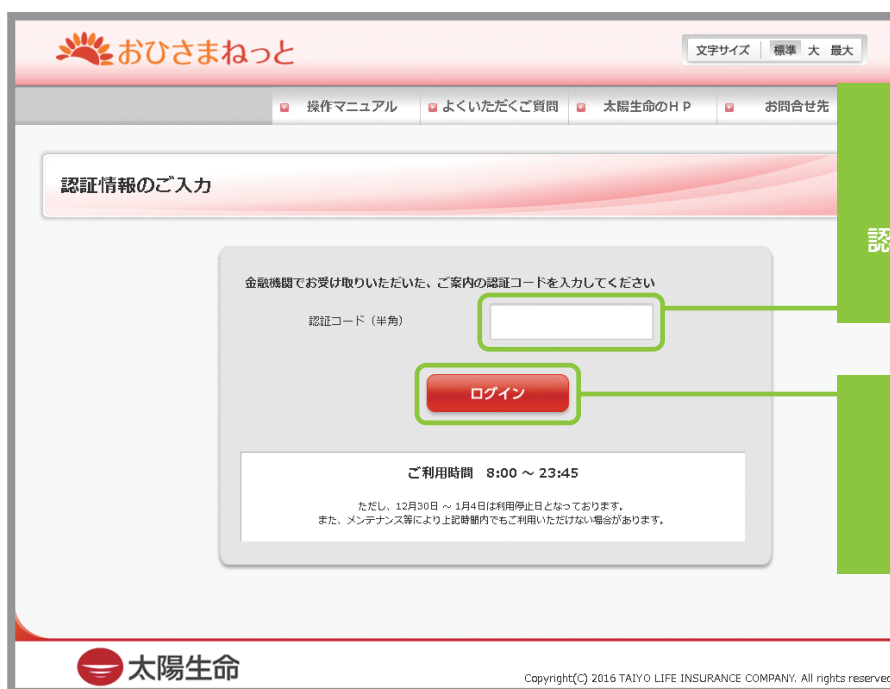 おひさまねっと
文字サイズ 標準 大 最大
操作マニュアル よくいただくご質問 太陽生命のHP お問合せ先
認証情報のご入力
認
金融機関でお受け取りいただいた、ご案内の認証コードを入力してください
認証コード（半角）
ログイン
ご利用時間 8:00 ～ 23:45
ただし、12月30日 ～ 1月4日は利用停止日となっております。
また、メンテナンス等により上記時間内でもご利用いただけない場合があります。
太陽生命
Copyright(C) 2016 TAIYO LIFE INSURANCE COMPANY. All rights reserved